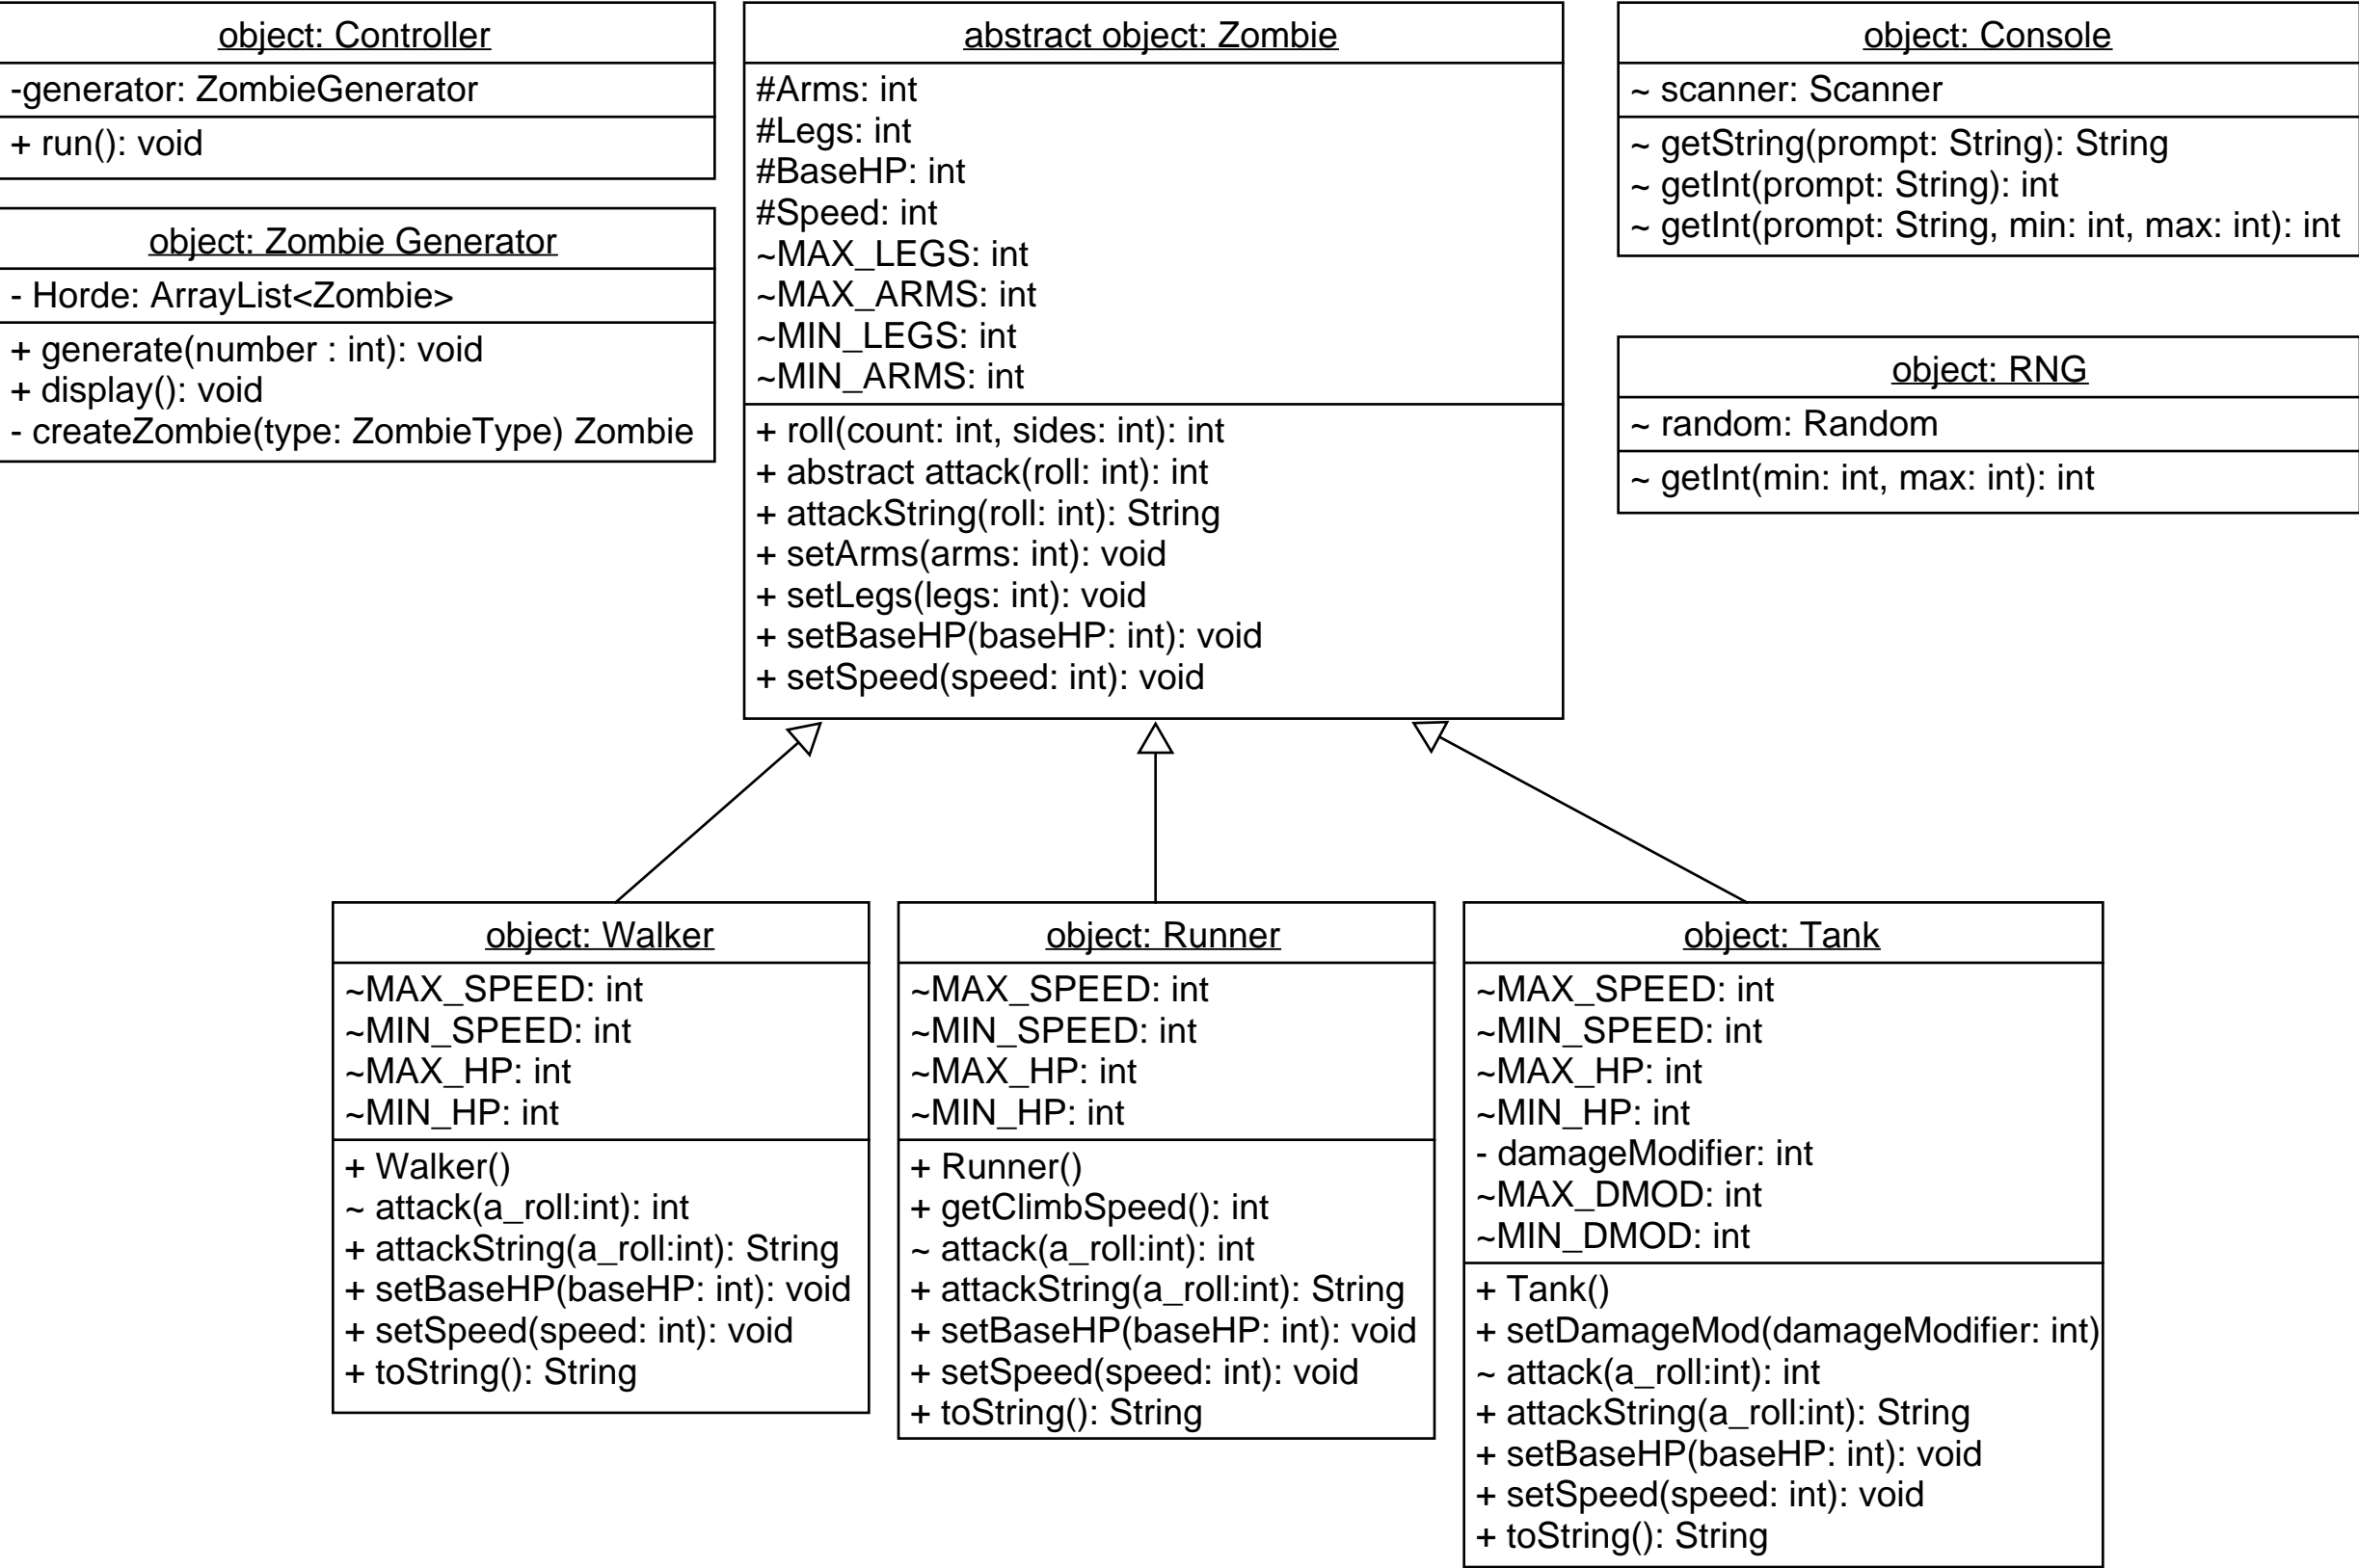 object: Controller
-generator: ZombieGenerator
+ run(): void
object: Zombie Generator
- Horde: ArrayList<Zombie>
+ generate(number : int): void
+ display(): void
- createZombie(type: ZombieType) Zombie
abstract object: Zombie
#Arms: int
#Legs: int
#BaseHP: int
#Speed: int
~MAX_LEGS: int
~MAX_ARMS: int
~MIN_LEGS: int
~MIN_ARMS: int
+ roll(count: int, sides: int): int
+ abstract attack(roll: int): int
+ attackString(roll: int): String
+ setArms(arms: int): void
+ setLegs(legs: int): void
+ setBaseHP(baseHP: int): void
+ setSpeed(speed: int): void
object: Console
~ scanner: Scanner
~ getString(prompt: String): String
~ getInt(prompt: String): int
~ getInt(prompt: String, min: int, max: int): int
object: RNG
~ random: Random
~ getInt(min: int, max: int): int
object: Walker
~MAX_SPEED: int
~MIN_SPEED: int
~MAX_HP: int
~MIN_HP: int
+ Walker()
~ attack(a_roll:int): int
+ attackString(a_roll:int): String
+ setBaseHP(baseHP: int): void
+ setSpeed(speed: int): void
+ toString(): String
object: Runner
~MAX_SPEED: int
~MIN_SPEED: int
~MAX_HP: int
~MIN_HP: int
+ Runner()
+ getClimbSpeed(): int
~ attack(a_roll:int): int
+ attackString(a_roll:int): String
+ setBaseHP(baseHP: int): void
+ setSpeed(speed: int): void
+ toString(): String
object: Tank
~MAX_SPEED: int
~MIN_SPEED: int
~MAX_HP: int
~MIN_HP: int
- damageModifier: int
~MAX_DMOD: int
~MIN_DMOD: int
+ Tank()
+ setDamageMod(damageModifier: int)
~ attack(a_roll:int): int
+ attackString(a_roll:int): String
+ setBaseHP(baseHP: int): void
+ setSpeed(speed: int): void
+ toString(): String